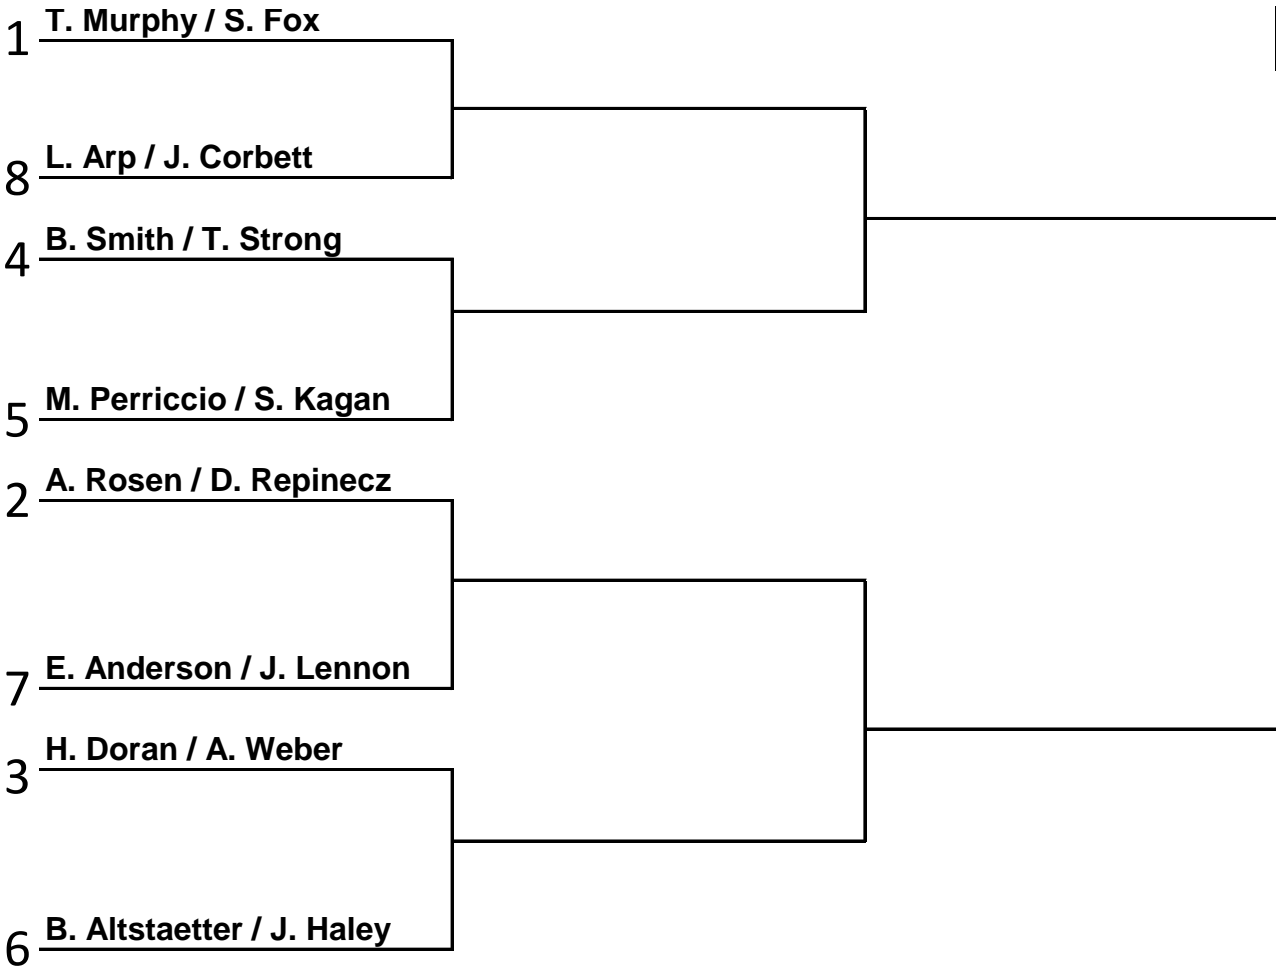 T. Murphy / S. Fox
1
L. Arp / J. Corbett
8
B. Smith / T. Strong
4
M. Perriccio / S. Kagan
5
A. Rosen / D. Repinecz
2
E. Anderson / J. Lennon
7
H. Doran / A. Weber
3
B. Altstaetter / J. Haley
6